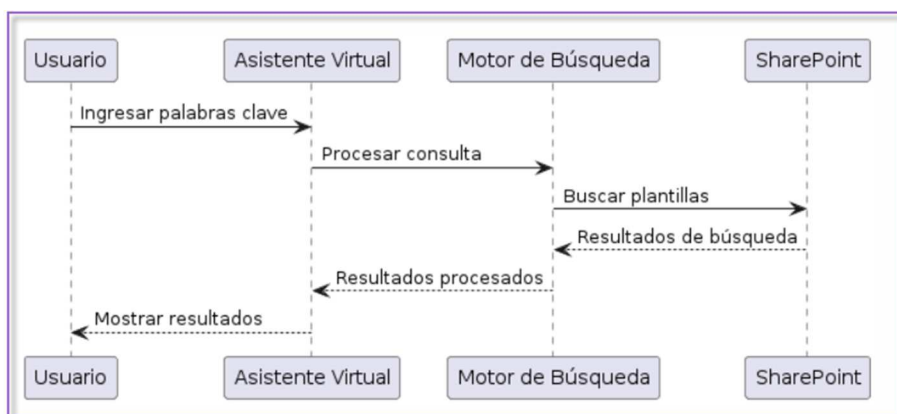 Usuario Asistente Virtual Motor de Búsqueda SharePoint
Ingresar palabras clave
Procesar consulta
Buscar plantillas
Resultados de búsqueda
Resultados procesados
Mostrar resultados
Usuario Asistente Virtual Motor de Búsqueda SharePoint